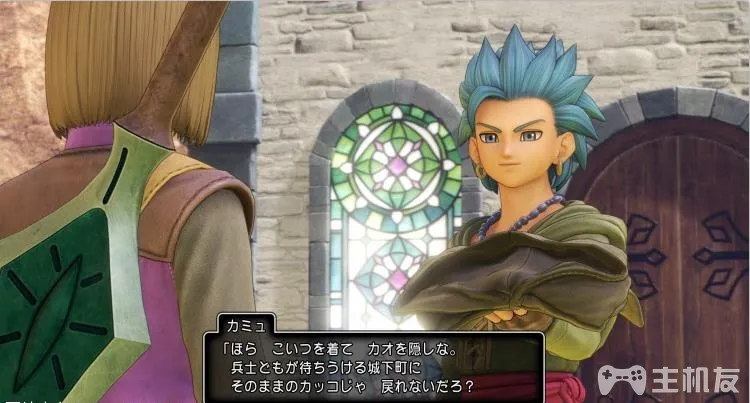 カミュ
「ほら　こいつを着て　カオを隠しな。
兵士どもが待ちうける城下町に
そのままのカッコじゃ　戻れないだろ？
主机友